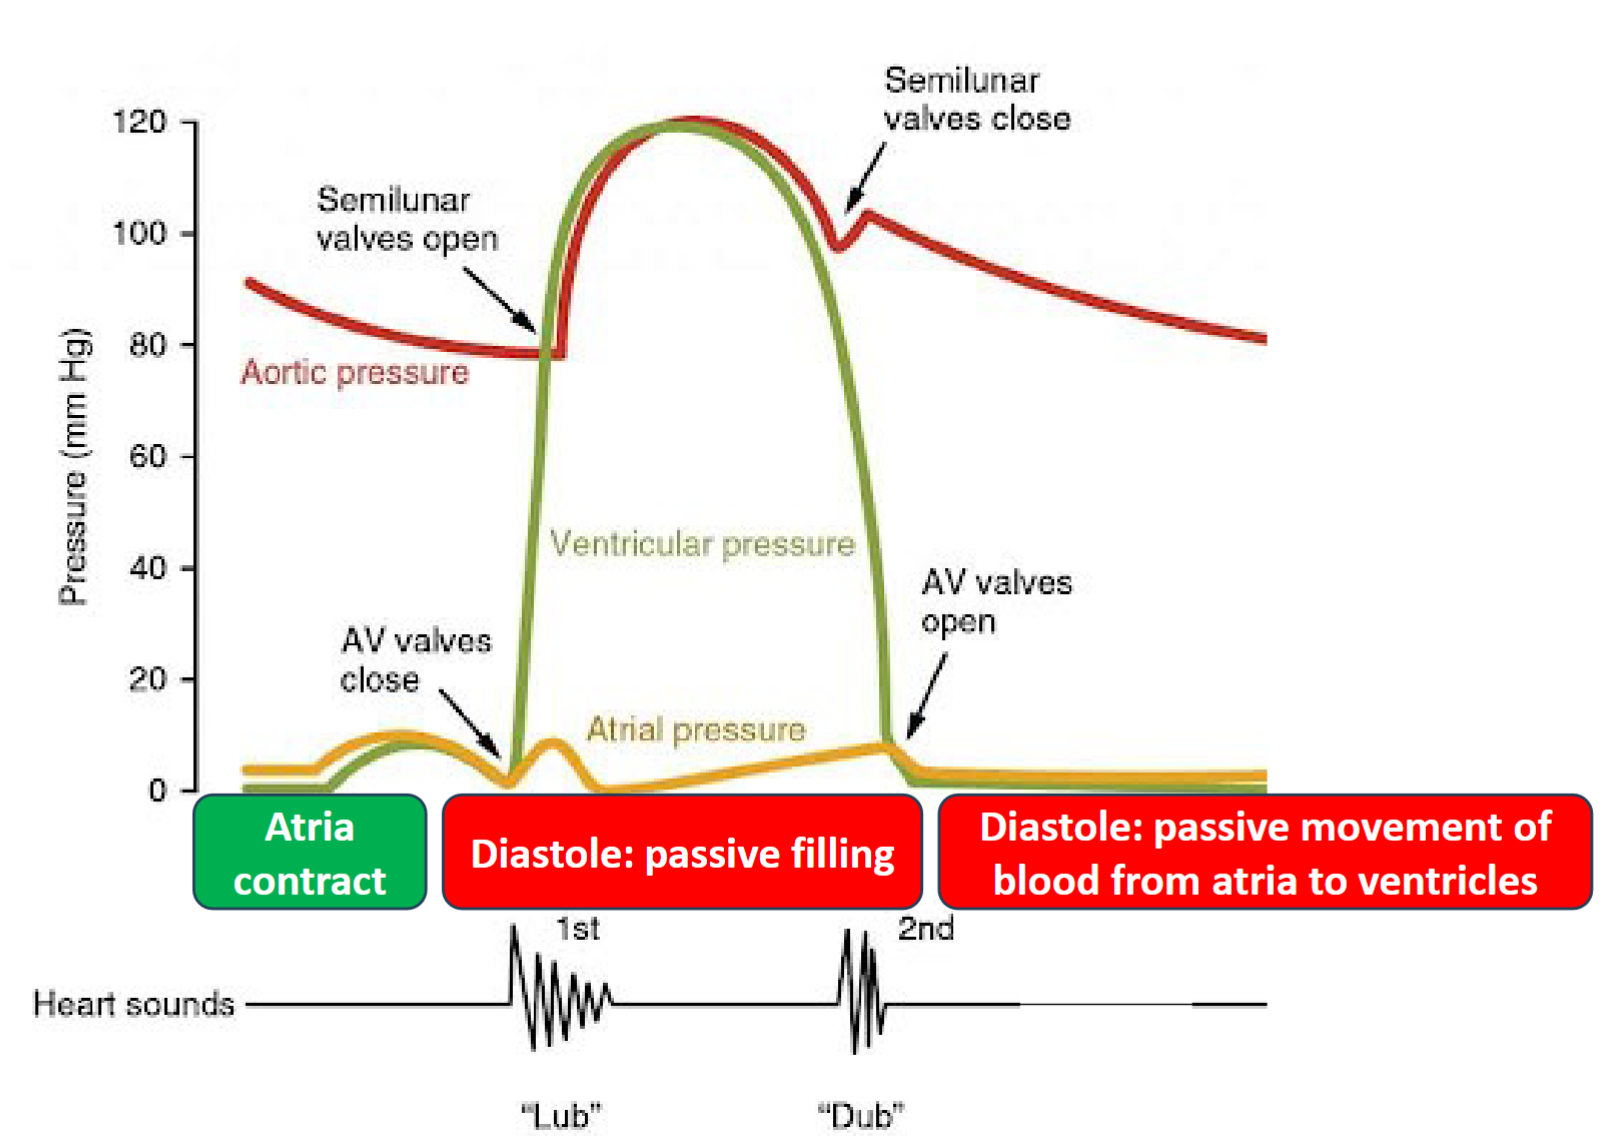 Semilunar
valves close
120
Semilunar
valves open
100
80
Aortic pressure
Pressure (mm Hg)
60
Ventricular pressure
40
AV valves
open
AV valves
close
20
Atrial pressure
0
Atria
contract
Diastole: passive filling
Diastole: passive movement of
blood from atria to ventricles
1st
2nd
Heart sounds
“Lub”
“Dub”